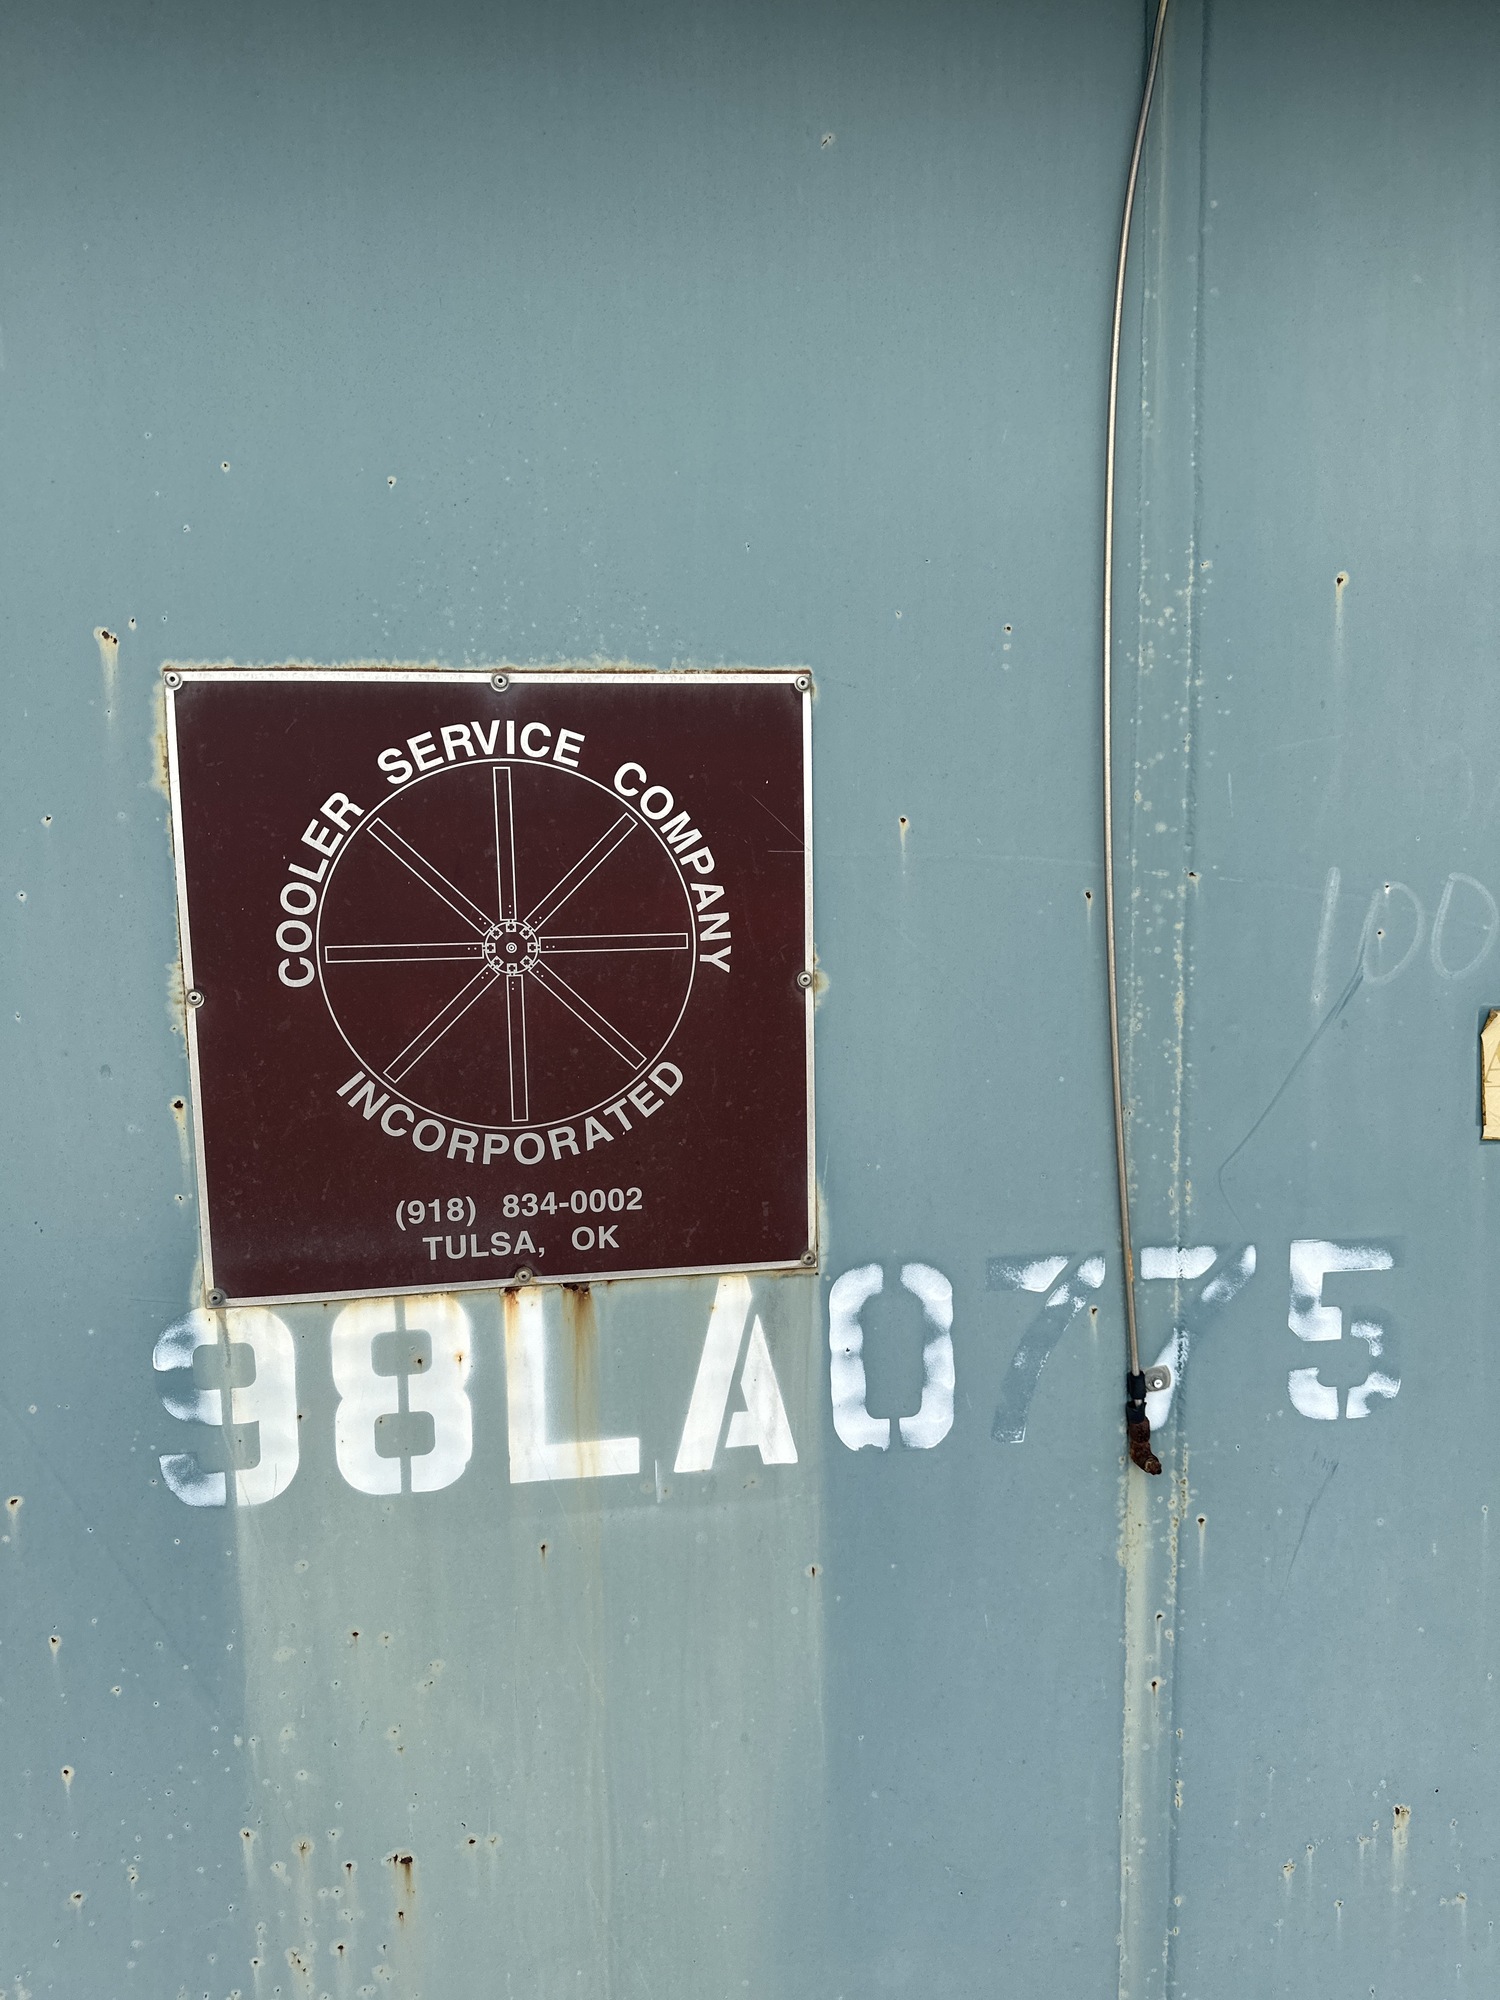 COOLER SERVICE COMPANY
INCORPORATED
(918) 834-0002
TULSA, OK
98LA0775
100